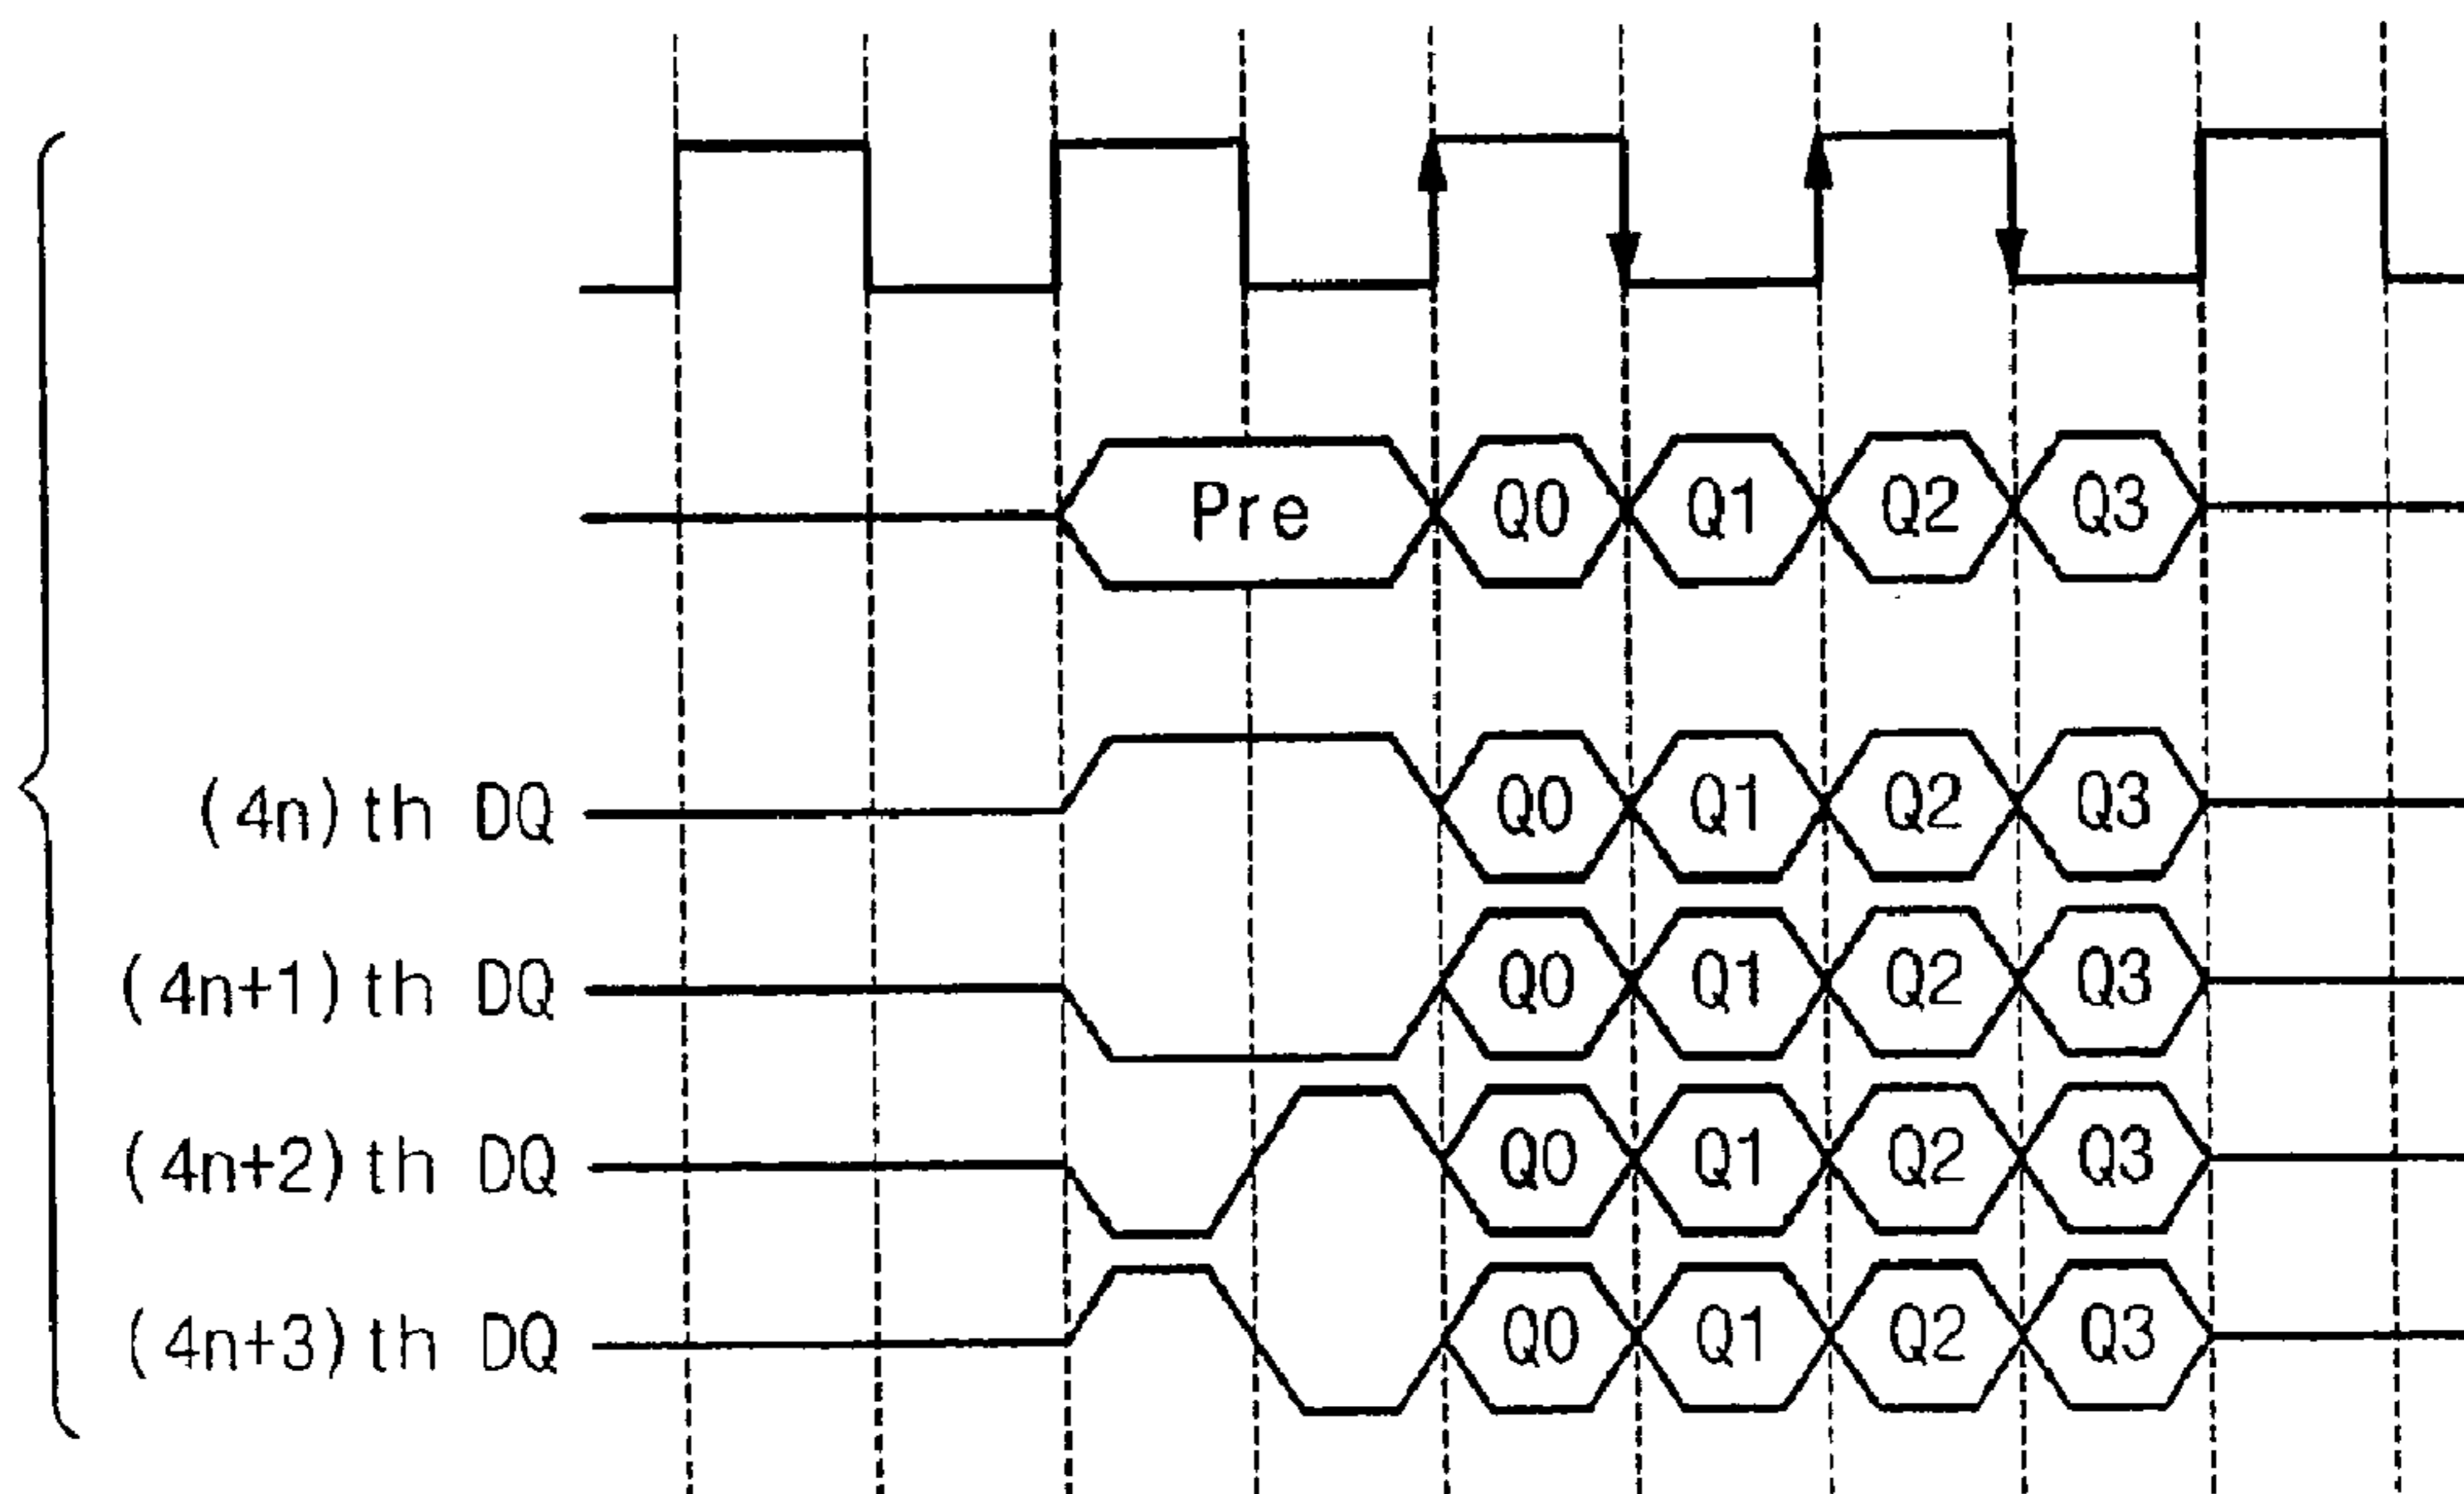 Pre Q0 Q1 Q2 Q3
(4n)th DQ Q0 Q1 Q2 Q3
(4n+1)th DQ Q0 Q1 Q2 Q3
(4n+2)th DQ Q0 Q1 Q2 Q3
(4n+3)th DQ Q0 Q1 Q2 Q3